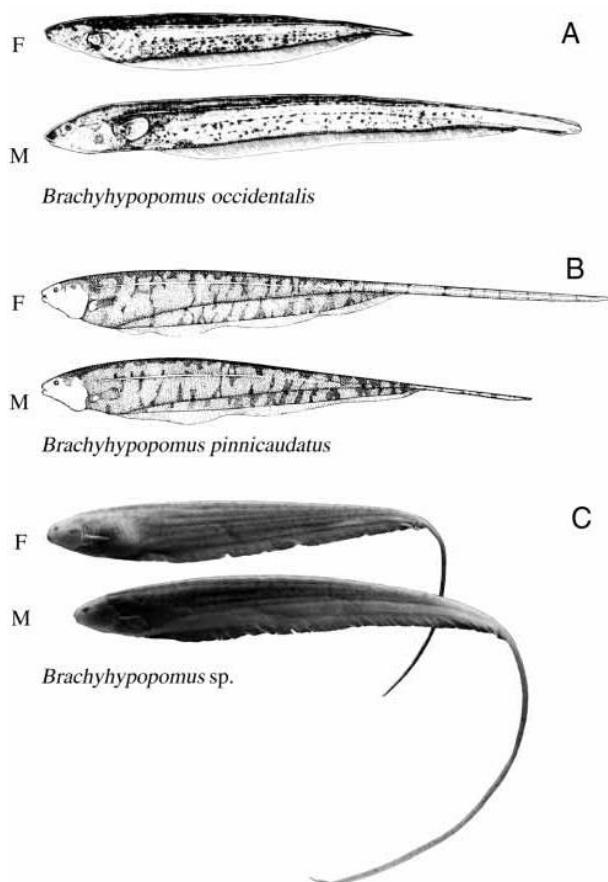 A
F
M
Brachyhypopomus occidentalis
B
F
M
Brachyhypopomus pinnicaudatus
C
F
M
Brachyhypopomus sp.